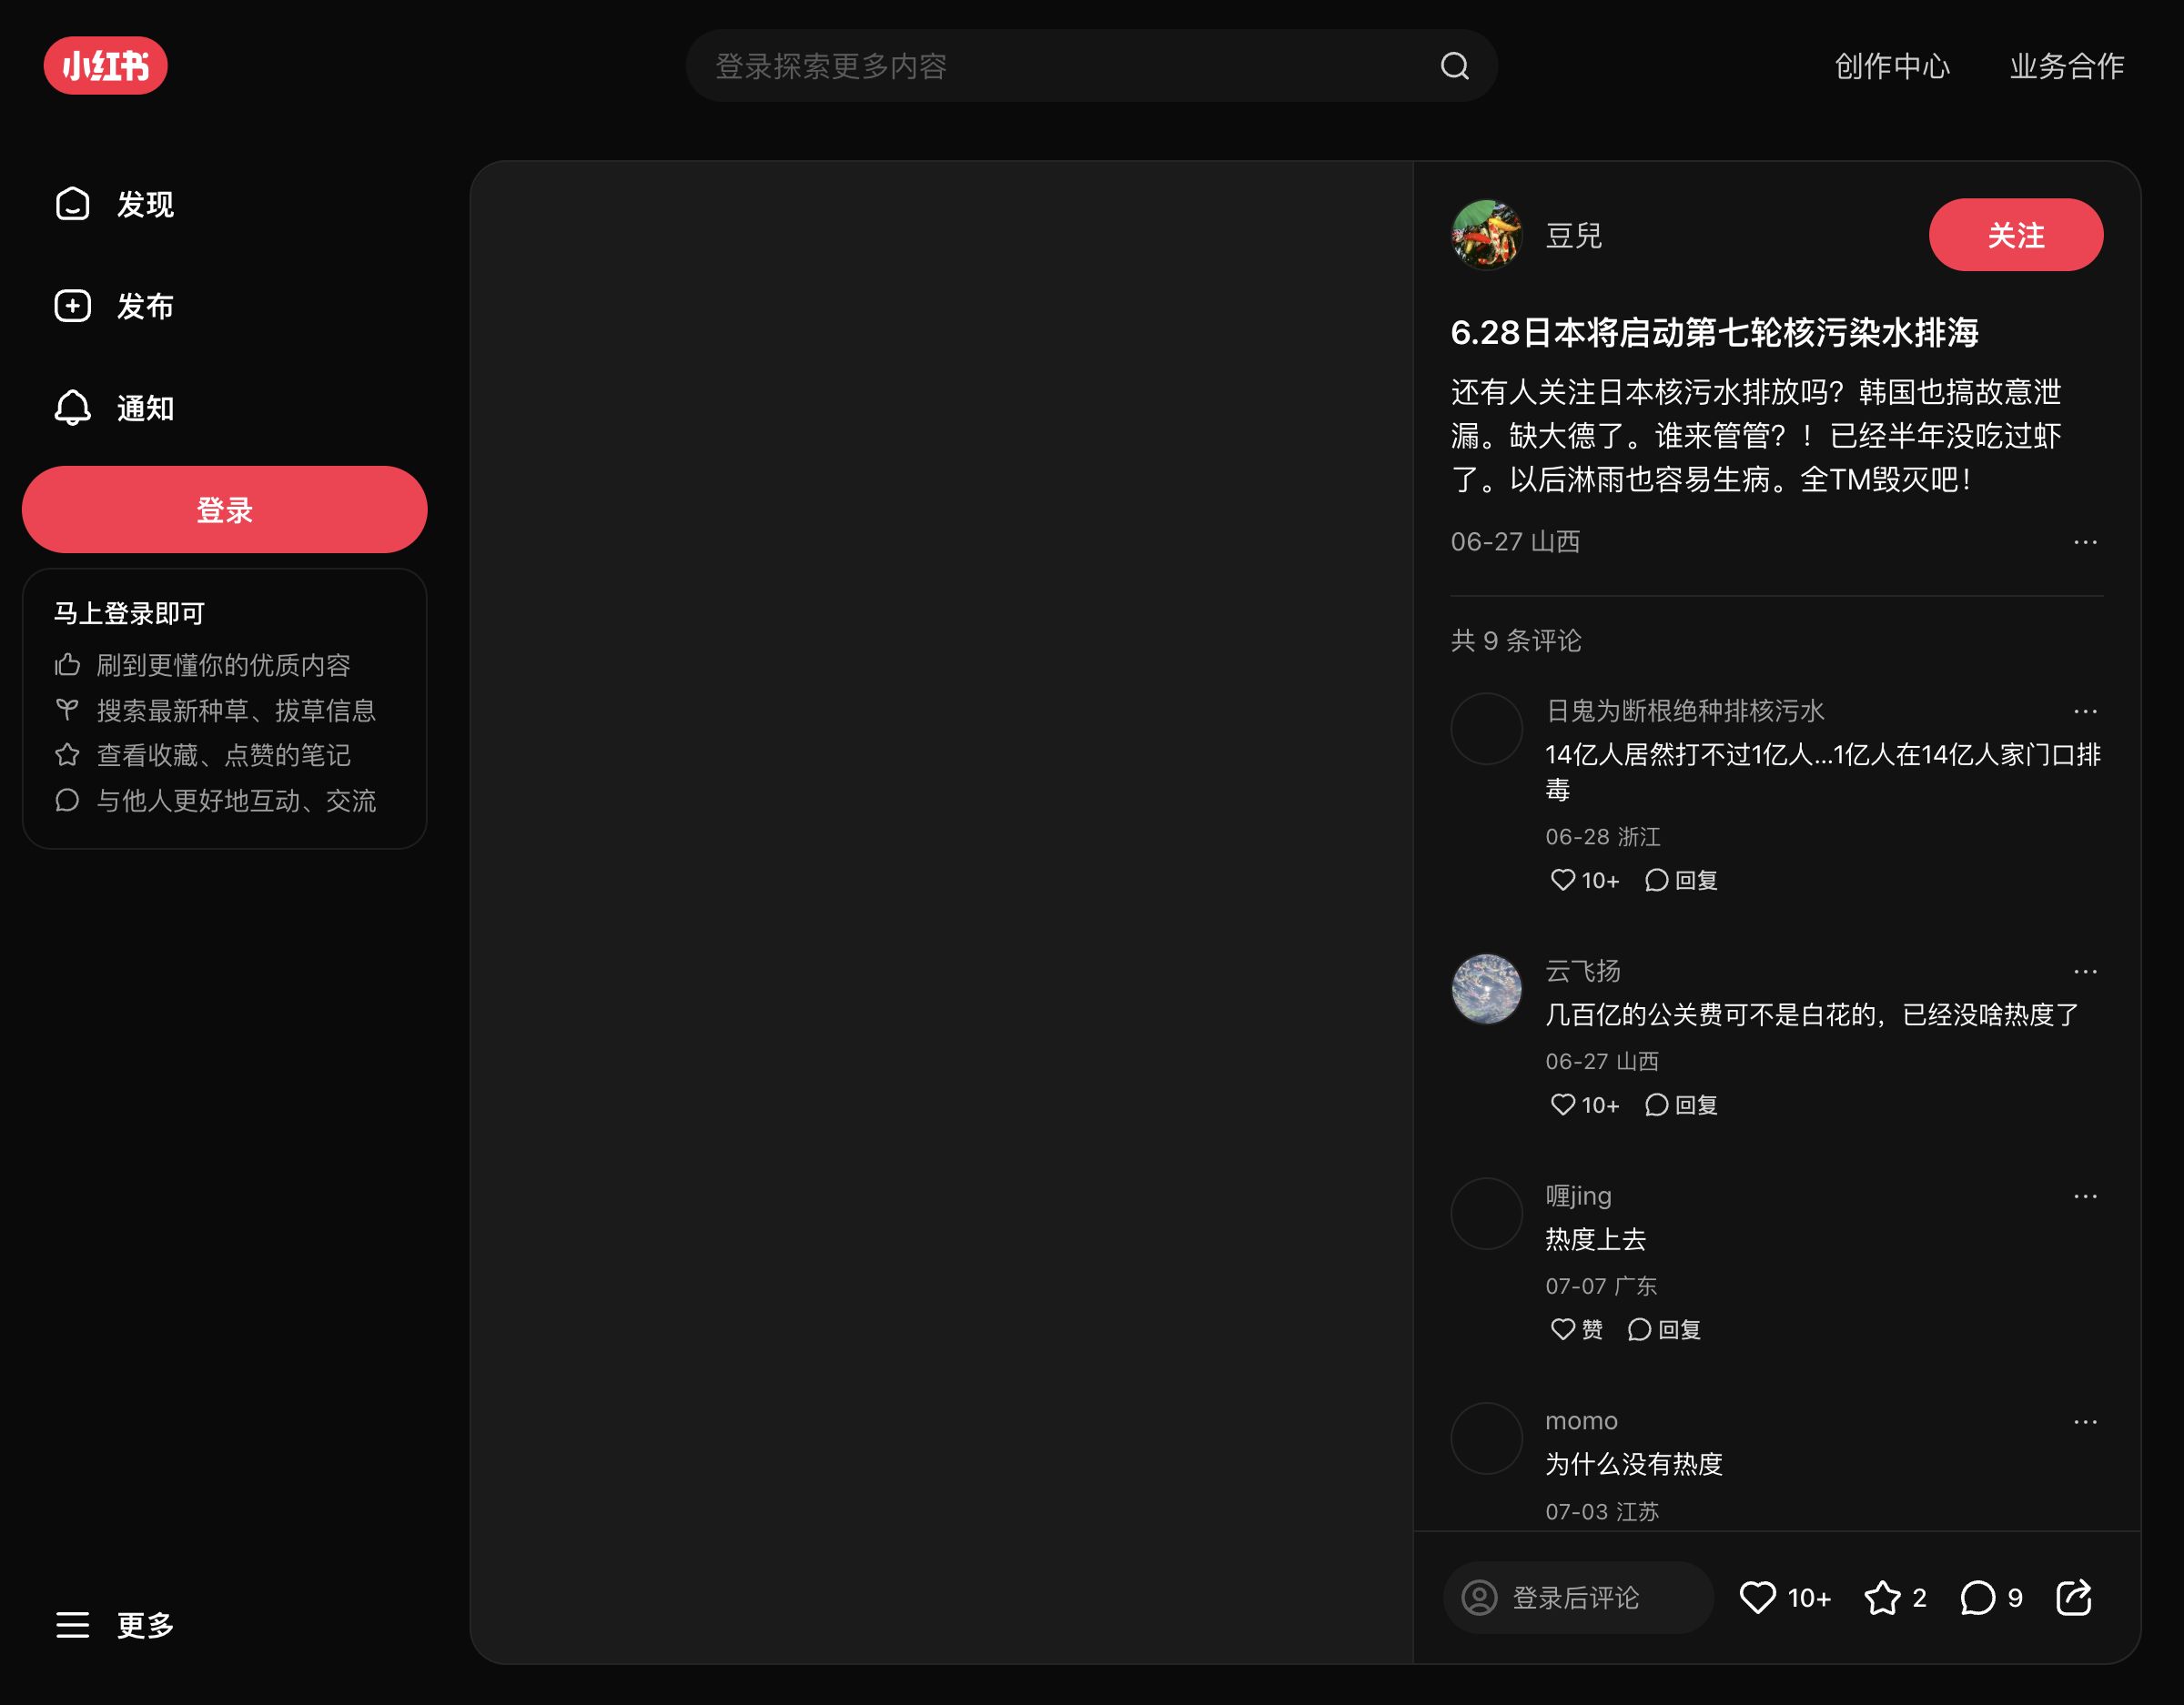 小红书
登录探索更多内容
创作中心
业务合作
发现
发布
通知
登录
马上登录即可
刷到更懂你的优质内容
搜索最新种草、拔草信息
查看收藏、点赞的笔记
与他人更好地互动、交流
更多
豆兒
关注
6.28日本将启动第七轮核污染水排海
还有人关注日本核污水排放吗？韩国也搞故意泄
漏。缺大德了。谁来管管？！已经半年没吃过虾
了。以后淋雨也容易生病。全TM毁灭吧！
06-27 山西
共 9 条评论
日鬼为断根绝种排核污水
14亿人居然打不过1亿人...1亿人在14亿人家门口排
毒
06-28 浙江
10+ 回复
云飞扬
几百亿的公关费可不是白花的，已经没啥热度了
06-27 山西
10+ 回复
喱jing
热度上去
07-07 广东
赞 回复
momo
为什么没有热度
07-03 江苏
登录后评论
10+ 2 9